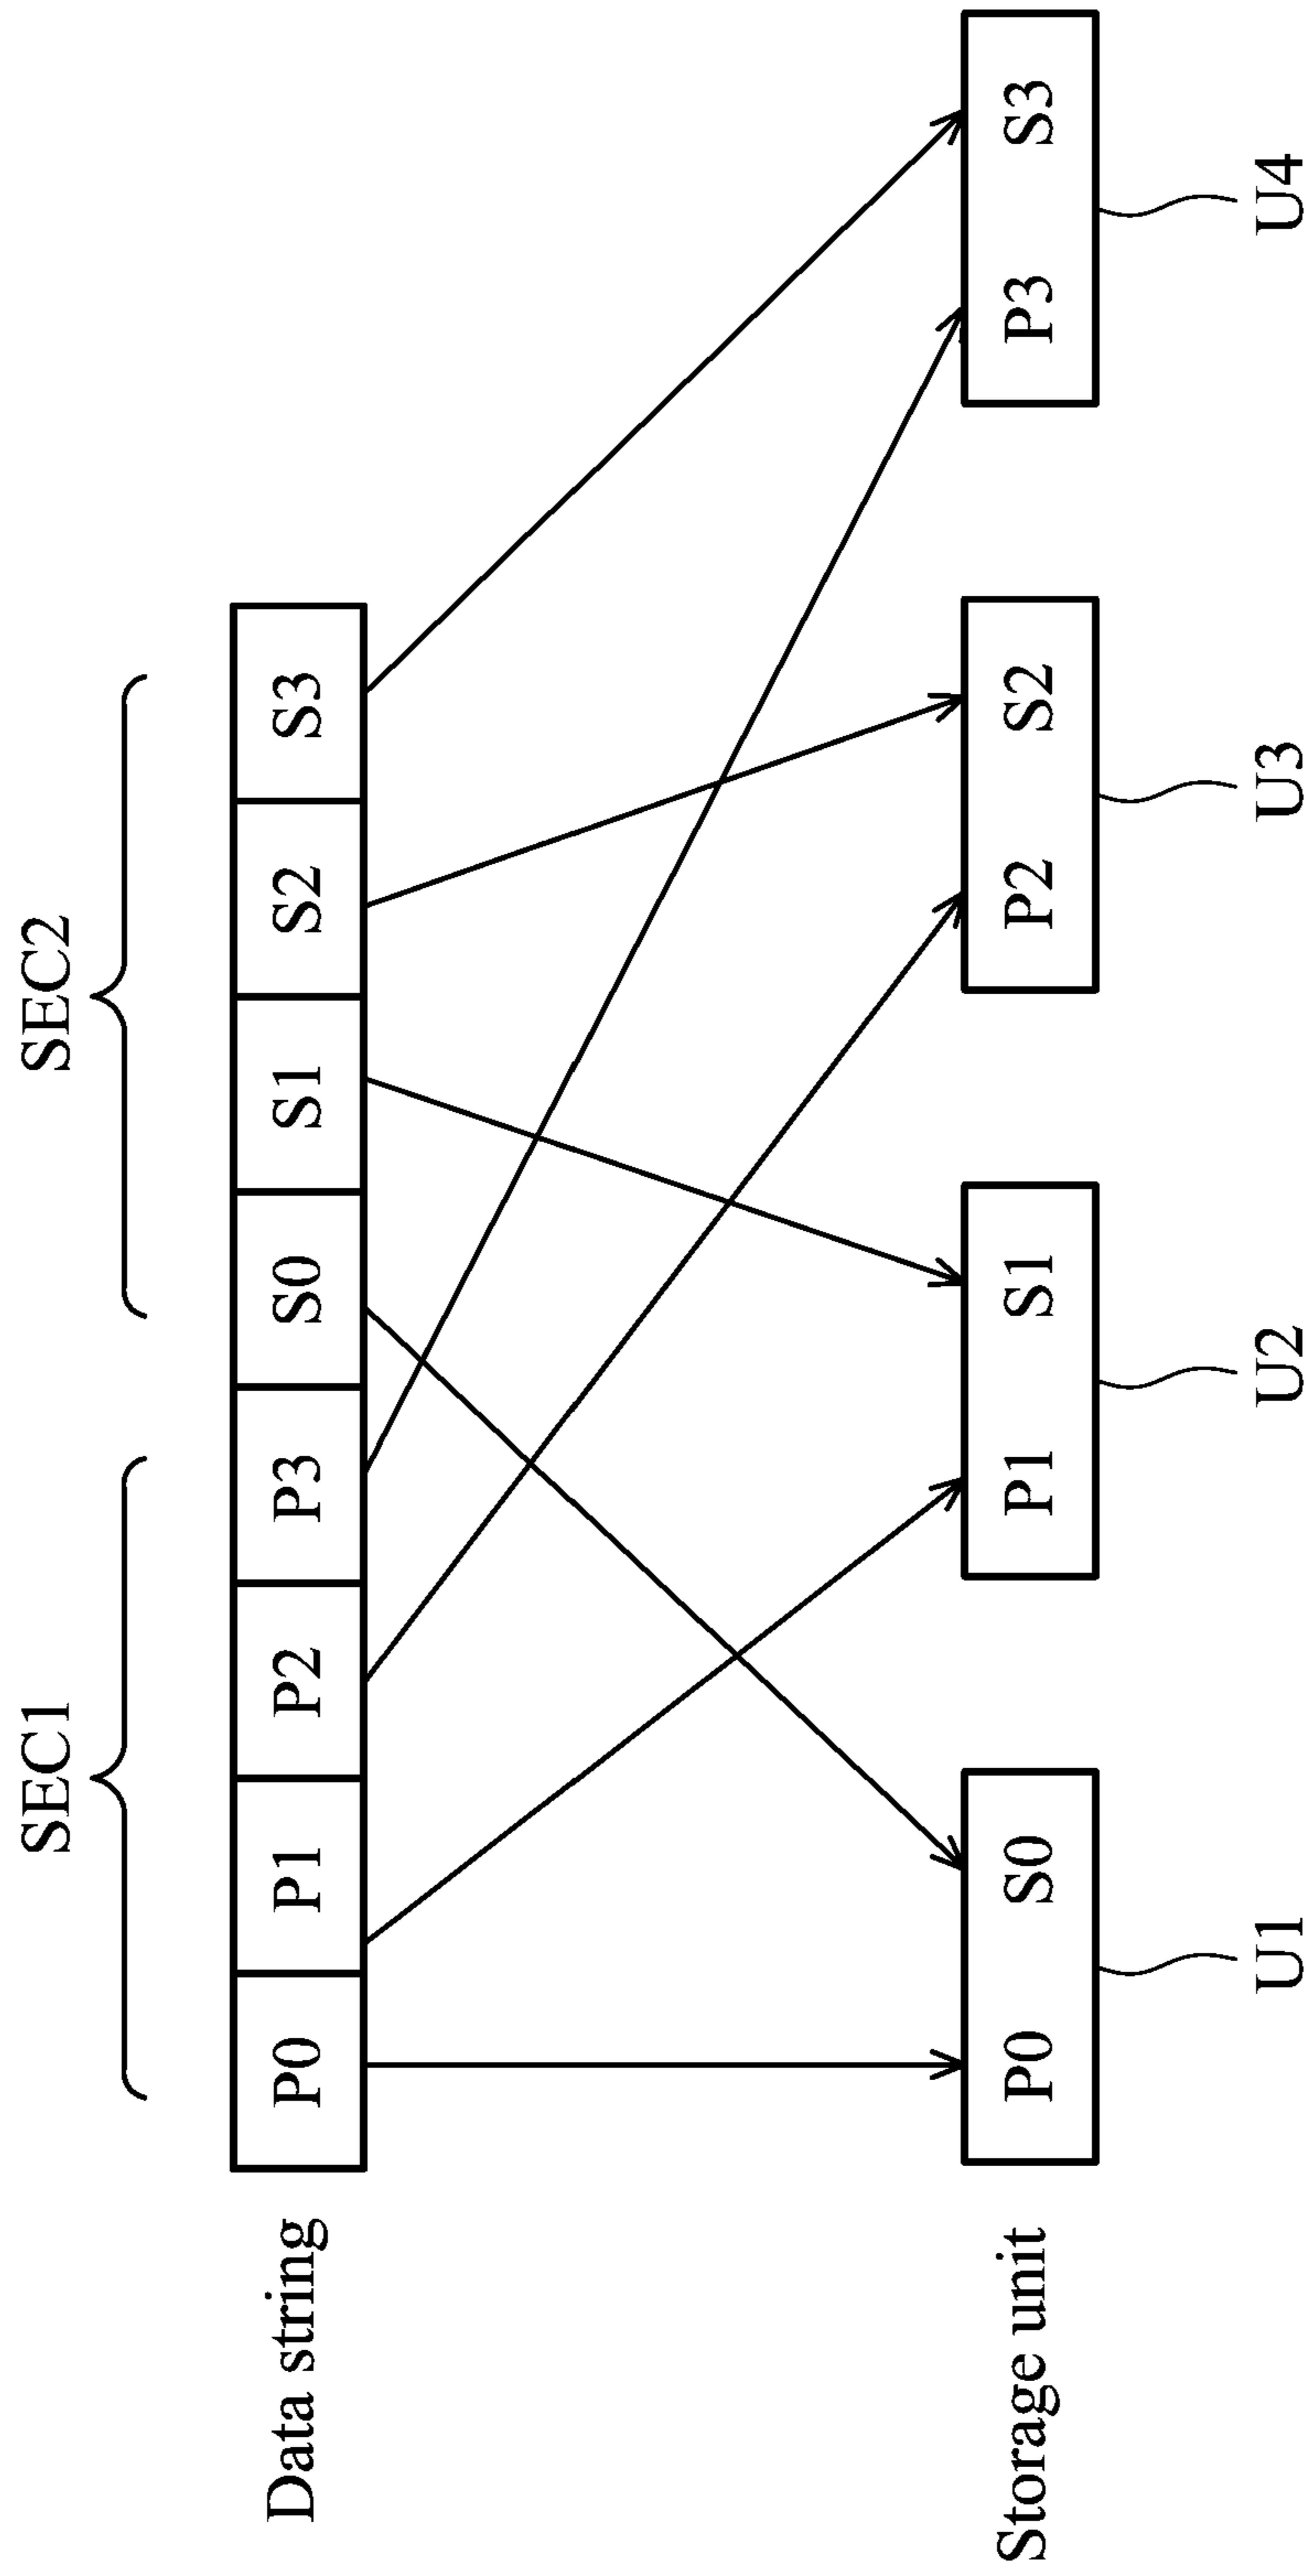 SEC1 SEC2
Data string P0 P1 P2 P3 S0 S1 S2 S3
Storage unit P0 S0 P1 S1 P2 S2 P3 S3
U1 U2 U3 U4